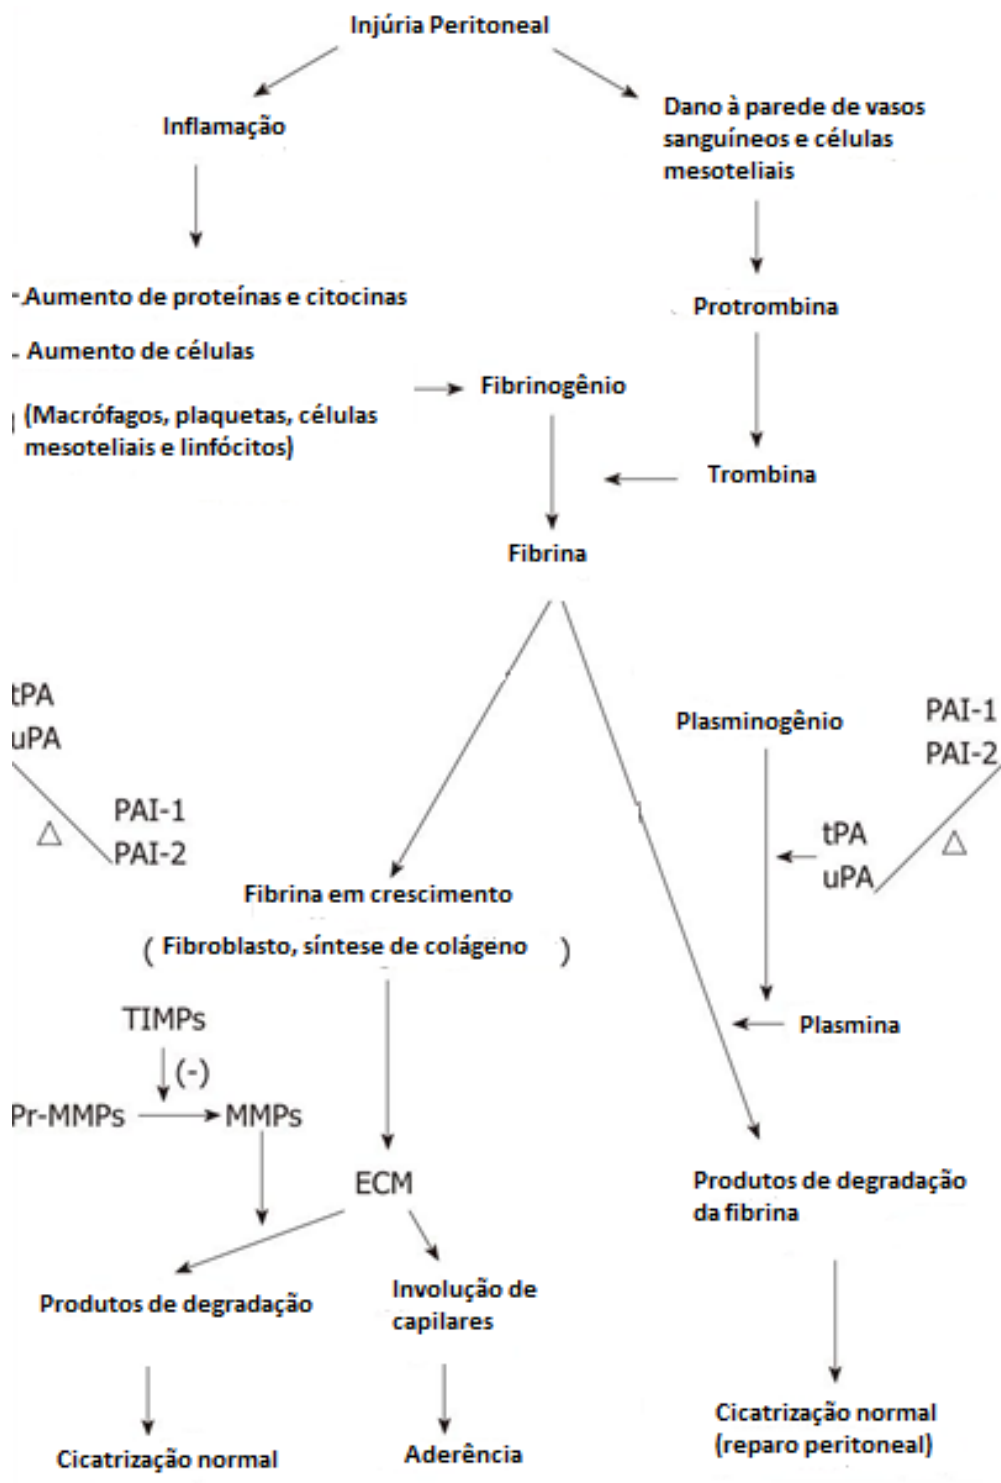 Injúria Peritoneal
Inflamação
Dano à parede de vasos
sanguíneos e células
mesoteliais
- Aumento de proteínas e citocinas
- Aumento de células
(Macrófagos, plaquetas, células
mesoteliais e linfócitos)
Protrombina
Fibrinogênio
Trombina
Fibrina
tPA
uPA
PAI-1
PAI-2
Plasminogênio
PAI-1
PAI-2
tPA
uPA
Fibrina em crescimento
( Fibroblasto, síntese de colágeno )
Plasmina
TIMPs
(-)
Pr-MMPs
MMPs
ECM
Produtos de degradação
da fibrina
Produtos de degradação
Involução de
capilares
Cicatrização normal
Aderência
Cicatrização normal
(reparo peritoneal)